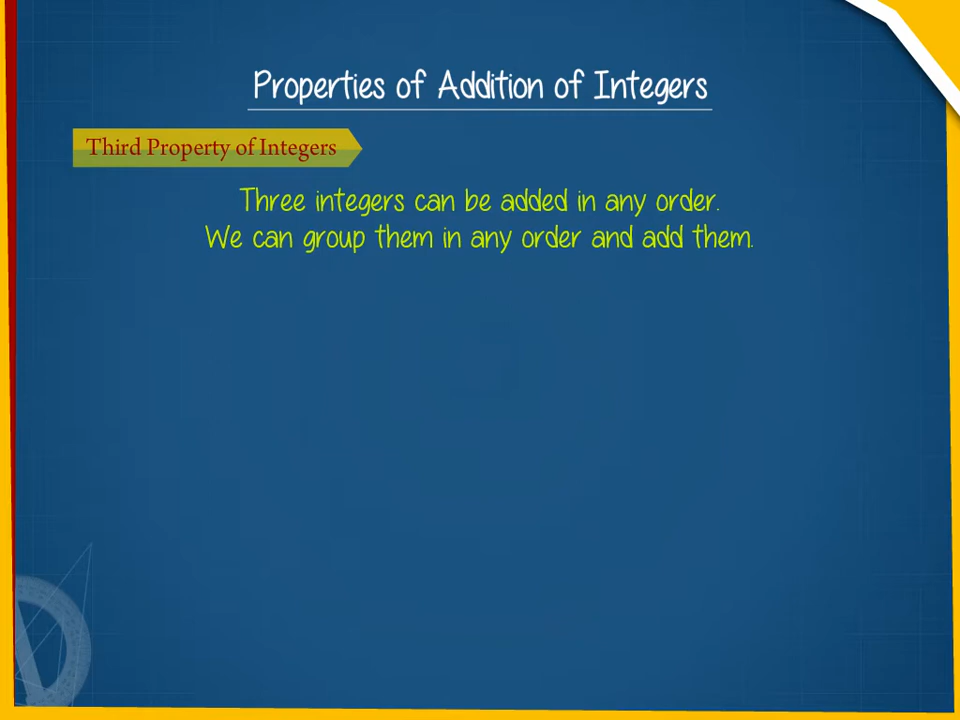 Properties of Addition of Integers
Third Property of Integers
Three integers can be added in any order.
We can group them in any order and add them.